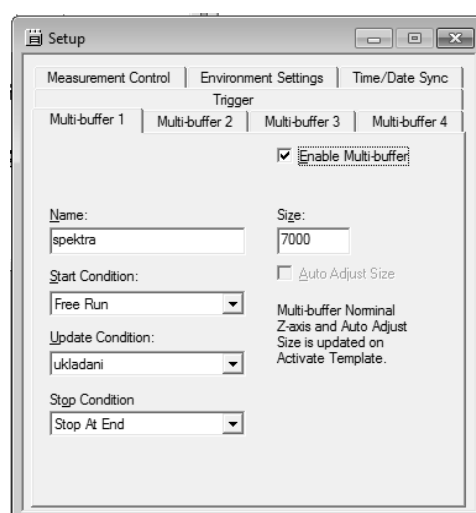 Setup
Measurement Control
Environment Settings
Time/Date Sync
Trigger
Multi-buffer 1
Multi-buffer 2
Multi-buffer 3
Multi-buffer 4
Enable Multi-buffer
Name:
Size:
spektra
7000
Start Condition:
Auto Adjust Size
Free Run
Multi-buffer Norminal
Z-axis and Auto Adjust
Size is updated on
Activate Template.
Update Condition:
ukladani
Stop Condition
Stop At End